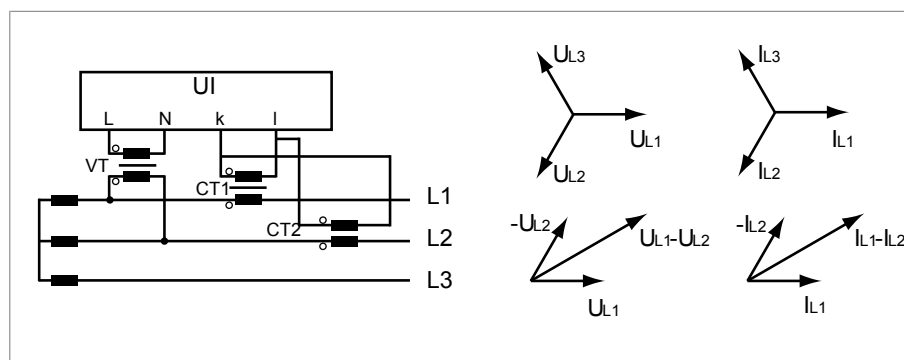 UI
L N k l
VT
CT1
CT2
L1
L2
L3
UL3
UL1
UL2
IL3
IL1
IL2
-UL2
UL1-UL2
UL1
-IL2
IL1-IL2
IL1